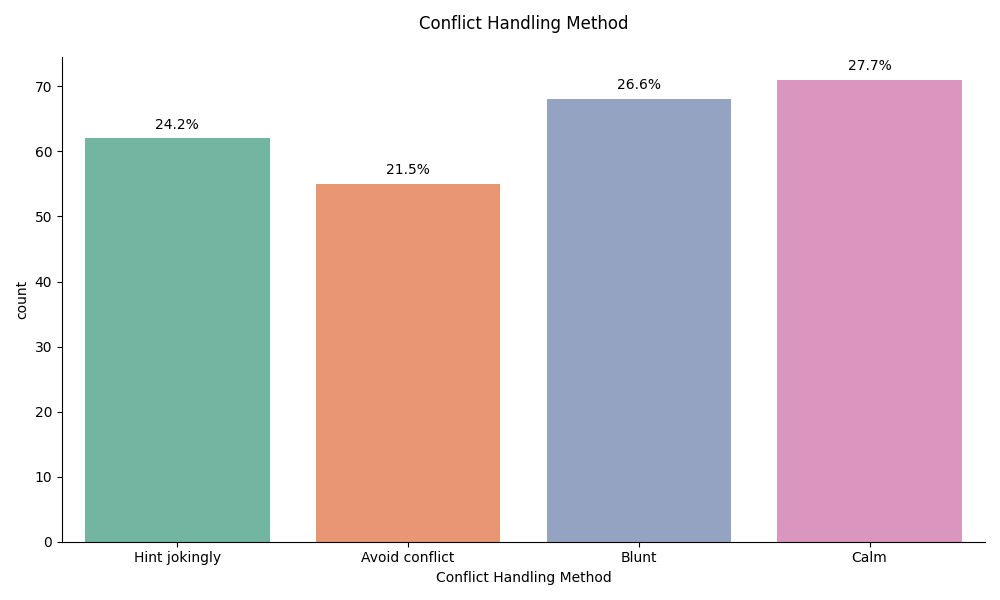 Conflict Handling Method
27.7%
26.6%
24.2%
21.5%
70
60
50
40
30
20
10
0
count
Hint jokingly
Avoid conflict
Blunt
Calm
Conflict Handling Method